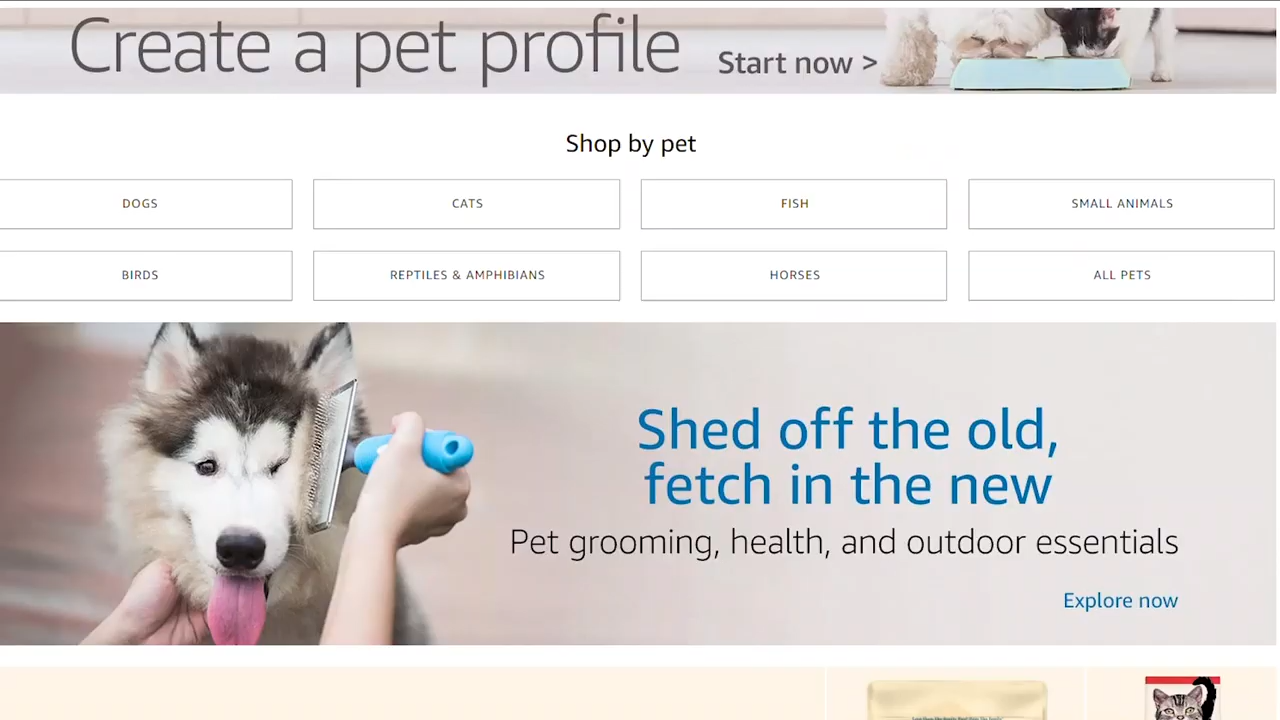 Create a pet profile
Start now >
Shop by pet
DOGS
CATS
FISH
SMALL ANIMALS
BIRDS
REPTILES & AMPHIBIANS
HORSES
ALL PETS
Shed off the old,
fetch in the new
Pet grooming, health, and outdoor essentials
Explore now